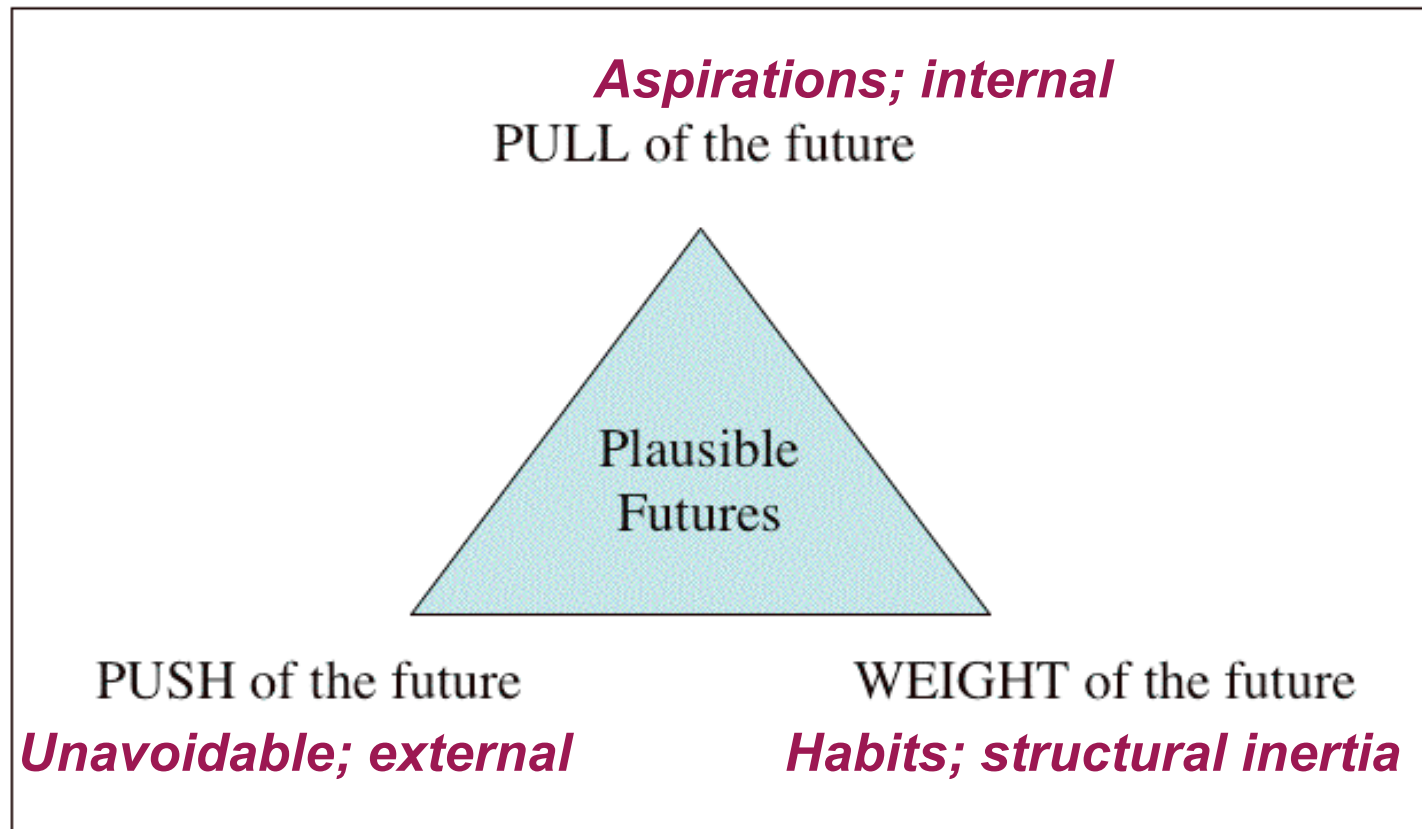 Aspirations; internal
PULL of the future
Plausible
Futures
PUSH of the future
WEIGHT of the future
Unavoidable; external
Habits; structural inertia